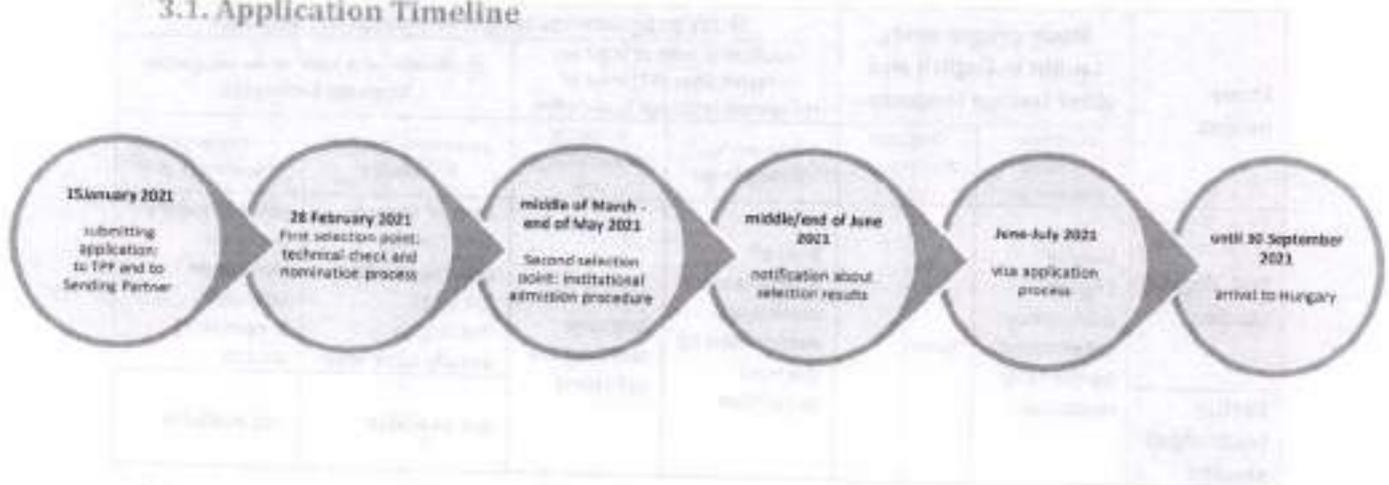 3.1. Application Timeline
15January 2021
submitting
application:
to TPF and to
Sending Partner
28 February 2021
First selection point:
technical check and
nomination process
middle of March -
end of May 2021
Second selection
point: institutional
admission procedure
middle/end of June
2021
notification about
selection results
June-July 2021
visa application
process
until 30 September
2021
arrival to Hungary